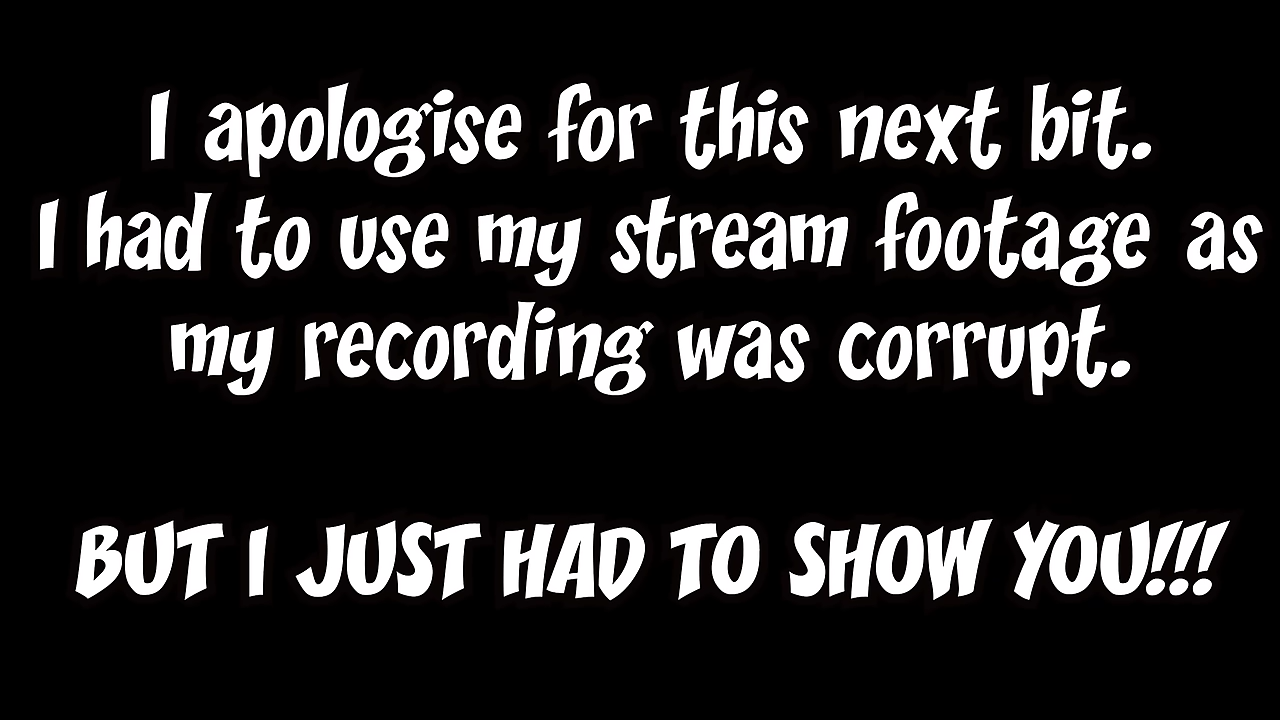 I apologise for this next bit.
I had to use my stream footage as
my recording was corrupt.
BUT I JUST HAD TO SHOW YOU!!!